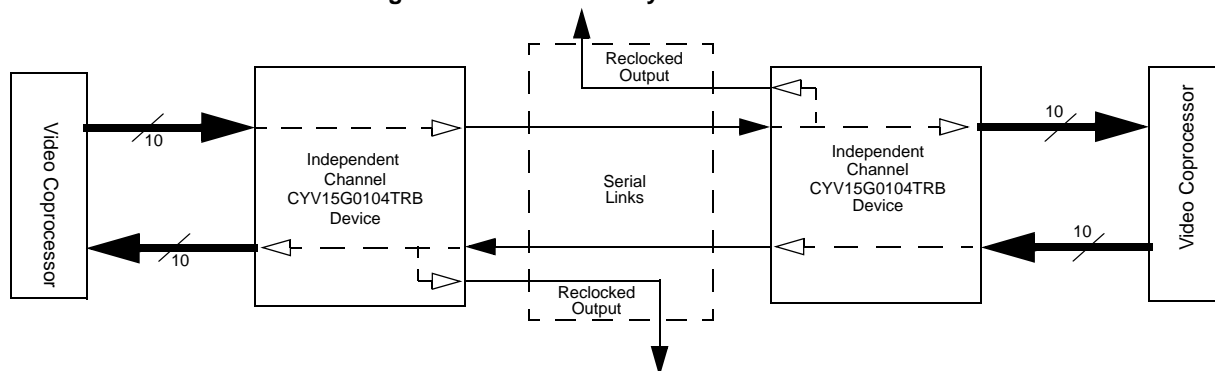 Reclocked
Output
Video Coprocessor
10
10
Independent
Channel
CYV15G0104TRB
Device
Serial
Links
Reclocked
Output
Independent
Channel
CYV15G0104TRB
Device
10
10
Video Coprocessor